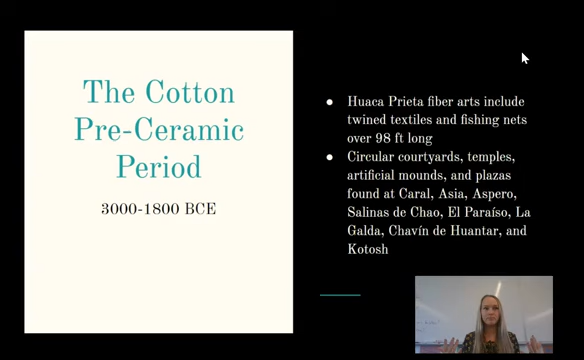 The Cotton
Pre-Ceramic
Period
3000-1800 BCE
● Huaca Prieta fiber arts include
twined textiles and fishing nets
over 98 ft long
● Circular courtyards, temples,
artificial mounds, and plazas
found at Caral, Asia, Aspero,
Salinas de Chao, El Paraíso, La
Galda, Chavín de Huantar, and
Kotosh